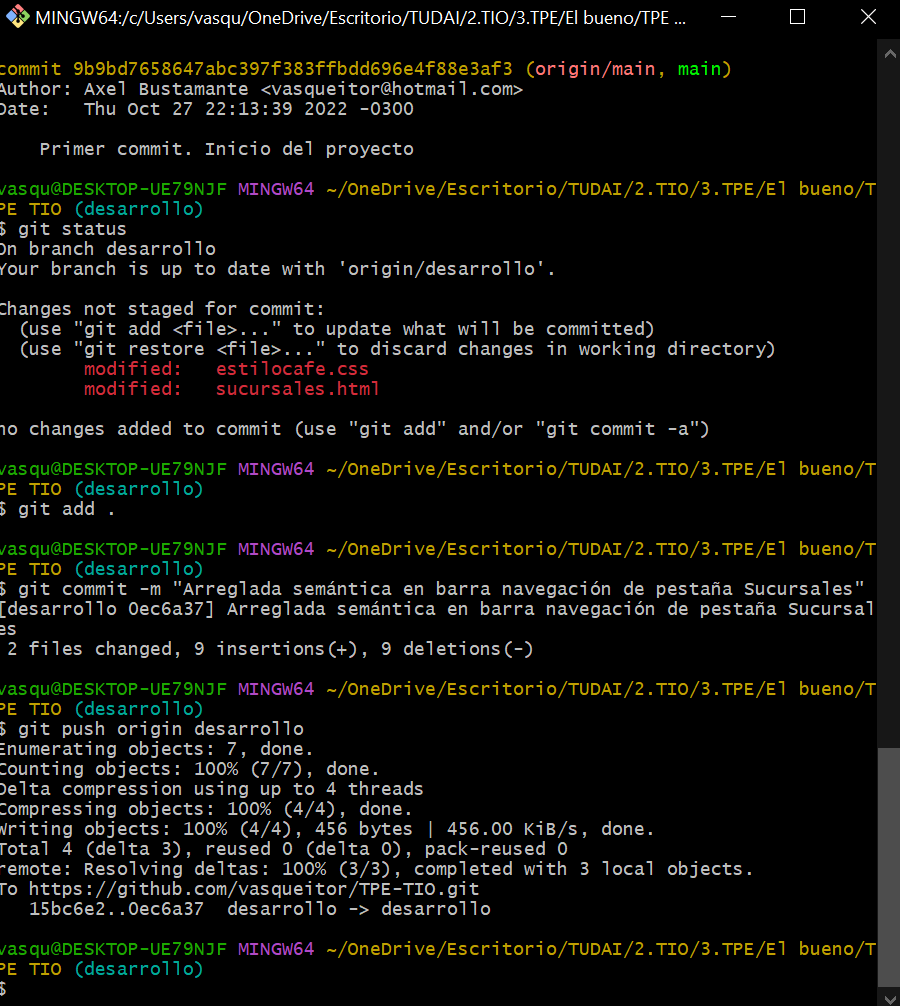 MINGW64:/c/Users/vasqu/OneDrive/Escritorio/TUDAI/2.TIO/3.TPE/El bueno/TPE ...
commit 9b9bd7658647abc397f383ffbdd696e4f88e3af3 (origin/main, main)
Author: Axel Bustamante <vasqueitor@hotmail.com>
Date:   Thu Oct 27 22:13:39 2022 -0300
    Primer commit. Inicio del proyecto
vasqu@DESKTOP-UE79NJF MINGW64 ~/OneDrive/Escritorio/TUDAI/2.TIO/3.TPE/El bueno/T
PE TIO (desarrollo)
$ git status
On branch desarrollo
Your branch is up to date with 'origin/desarrollo'.
Changes not staged for commit:
  (use "git add <file>..." to update what will be committed)
  (use "git restore <file>..." to discard changes in working directory)
        modified:   estilocafe.css
        modified:   sucursales.html
no changes added to commit (use "git add" and/or "git commit -a")
vasqu@DESKTOP-UE79NJF MINGW64 ~/OneDrive/Escritorio/TUDAI/2.TIO/3.TPE/El bueno/T
PE TIO (desarrollo)
$ git add .
vasqu@DESKTOP-UE79NJF MINGW64 ~/OneDrive/Escritorio/TUDAI/2.TIO/3.TPE/El bueno/T
PE TIO (desarrollo)
$ git commit -m "Arreglada semántica en barra navegación de pestaña Sucursales"
[desarrollo 0ec6a37] Arreglada semántica en barra navegación de pestaña Sucursal
es
 2 files changed, 9 insertions(+), 9 deletions(-)
vasqu@DESKTOP-UE79NJF MINGW64 ~/OneDrive/Escritorio/TUDAI/2.TIO/3.TPE/El bueno/T
PE TIO (desarrollo)
$ git push origin desarrollo
Enumerating objects: 7, done.
Counting objects: 100% (7/7), done.
Delta compression using up to 4 threads
Compressing objects: 100% (4/4), done.
Writing objects: 100% (4/4), 456 bytes | 456.00 KiB/s, done.
Total 4 (delta 3), reused 0 (delta 0), pack-reused 0
remote: Resolving deltas: 100% (3/3), completed with 3 local objects.
To https://github.com/vasqueitor/TPE-TIO.git
   15bc6e2..0ec6a37  desarrollo -> desarrollo
vasqu@DESKTOP-UE79NJF MINGW64 ~/OneDrive/Escritorio/TUDAI/2.TIO/3.TPE/El bueno/T
PE TIO (desarrollo)
$